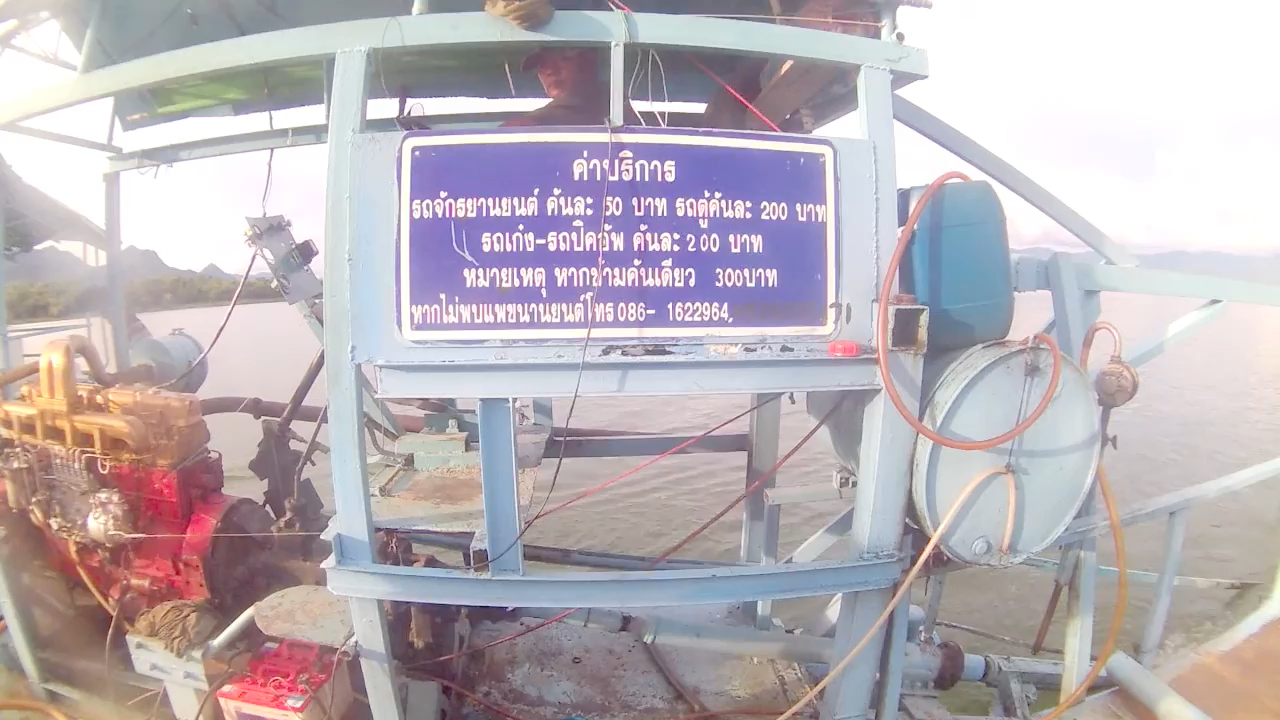 ค่าบริการ
รถจักรยานยนต์ คันละ 50 บาท รถตู้คันละ 200 บาท
รถเก๋ง-รถปิคอัพ คันละ 200 บาท
หมายเหตุ หากข้ามคันเดียว 300บาท
หากไม่พบแพขนานยนต์โทร 086- 1622964,